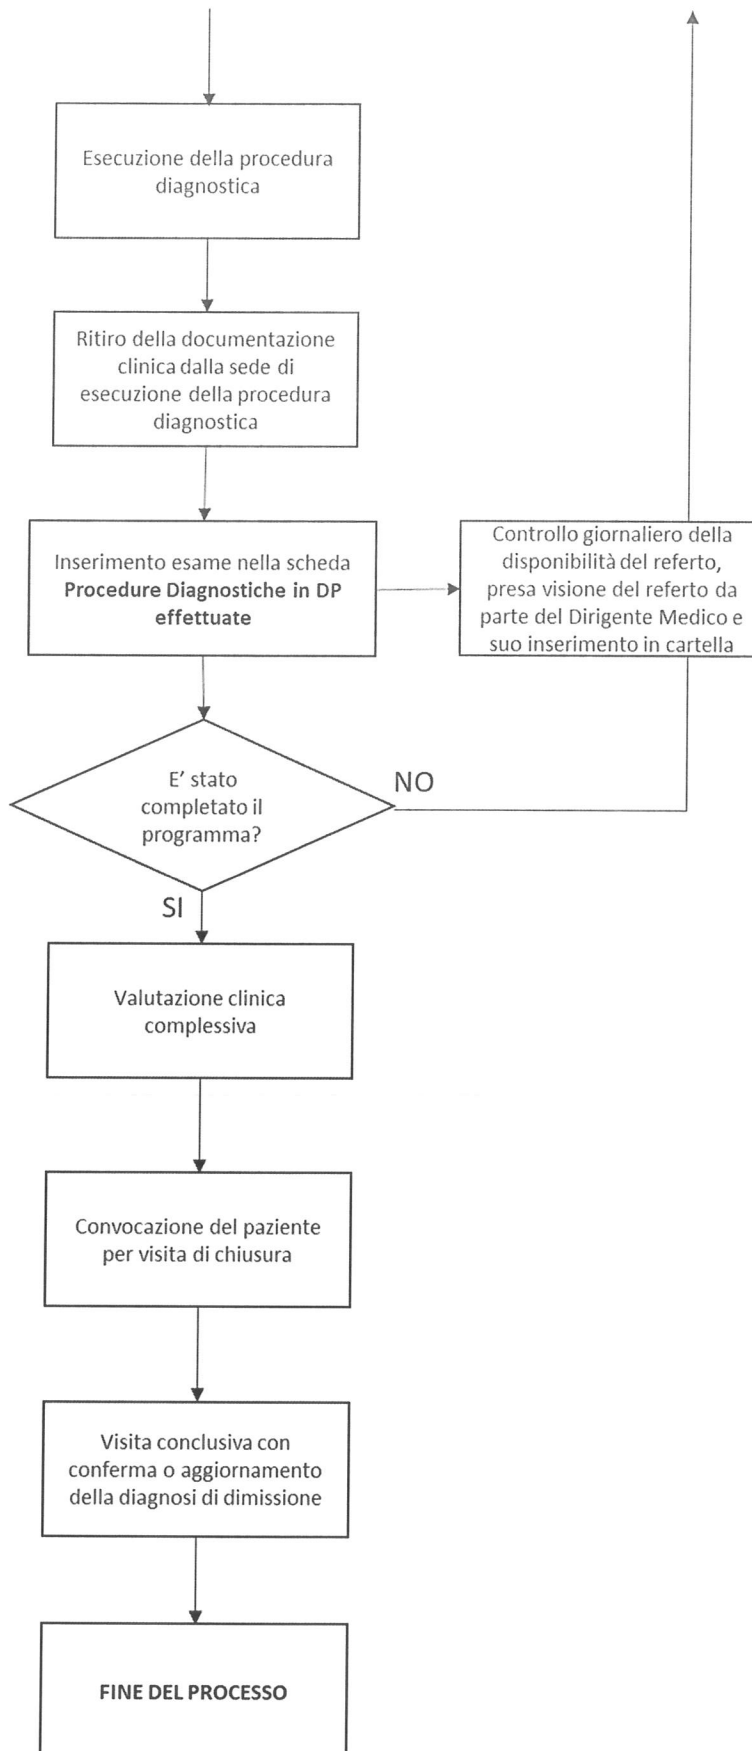 Esecuzione della procedura
diagnostica
Ritiro della documentazione
clinica dalla sede di
esecuzione della procedura
diagnostica
Inserimento esame nella scheda
Procedure Diagnostiche in DP
effettuate
Controllo giornaliero della
disponibilità del referto,
presa visione del referto da
parte del Dirigente Medico e
suo inserimento in cartella
E' stato
completato il
programma?
NO
SI
Valutazione clinica
complessiva
Convocazione del paziente
per visita di chiusura
Visita conclusiva con
conferma o aggiornamento
della diagnosi di dimissione
FINE DEL PROCESSO